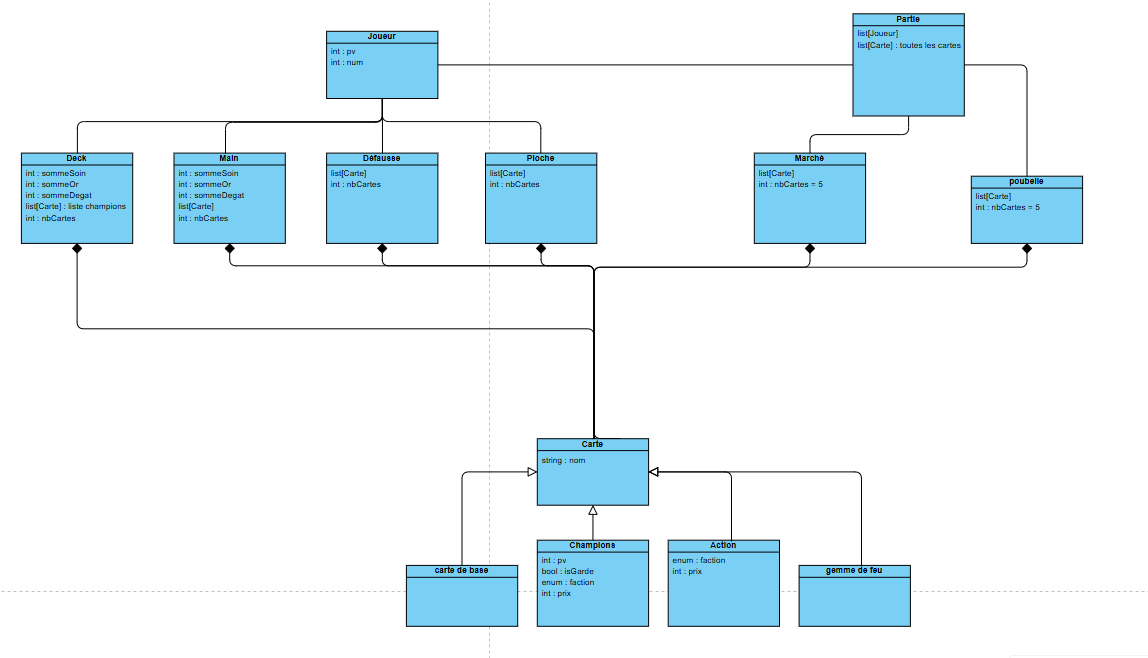 Joueur
int : pv
int : num
Partie
list[Joueur]
list[Carte] : toutes les cartes
Deck
int : sommeSoin
int : sommeOr
int : sommeDegat
list[Carte] : liste champions
int : nbCartes
Main
int : sommeSoin
int : sommeOr
int : sommeDegat
list[Carte]
int : nbCartes
Défausse
list[Carte]
int : nbCartes
Pioche
list[Carte]
int : nbCartes
Marché
list[Carte]
int : nbCartes = 5
poubelle
list[Carte]
int : nbCartes = 5
Carte
string : nom
carte de base
Champions
int : pv
bool : isGarde
enum : faction
int : prix
Action
enum : faction
int : prix
gemme de feu